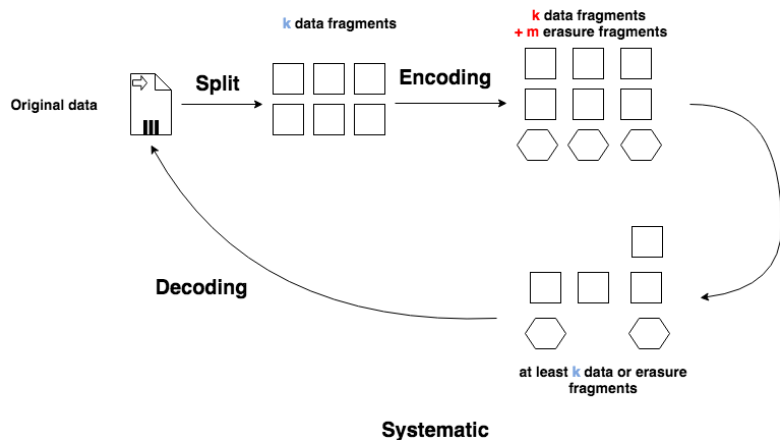 k data fragments
k data fragments
+ m erasure fragments
Split
Encoding
Original data
Decoding
at least k data or erasure
fragments
Systematic